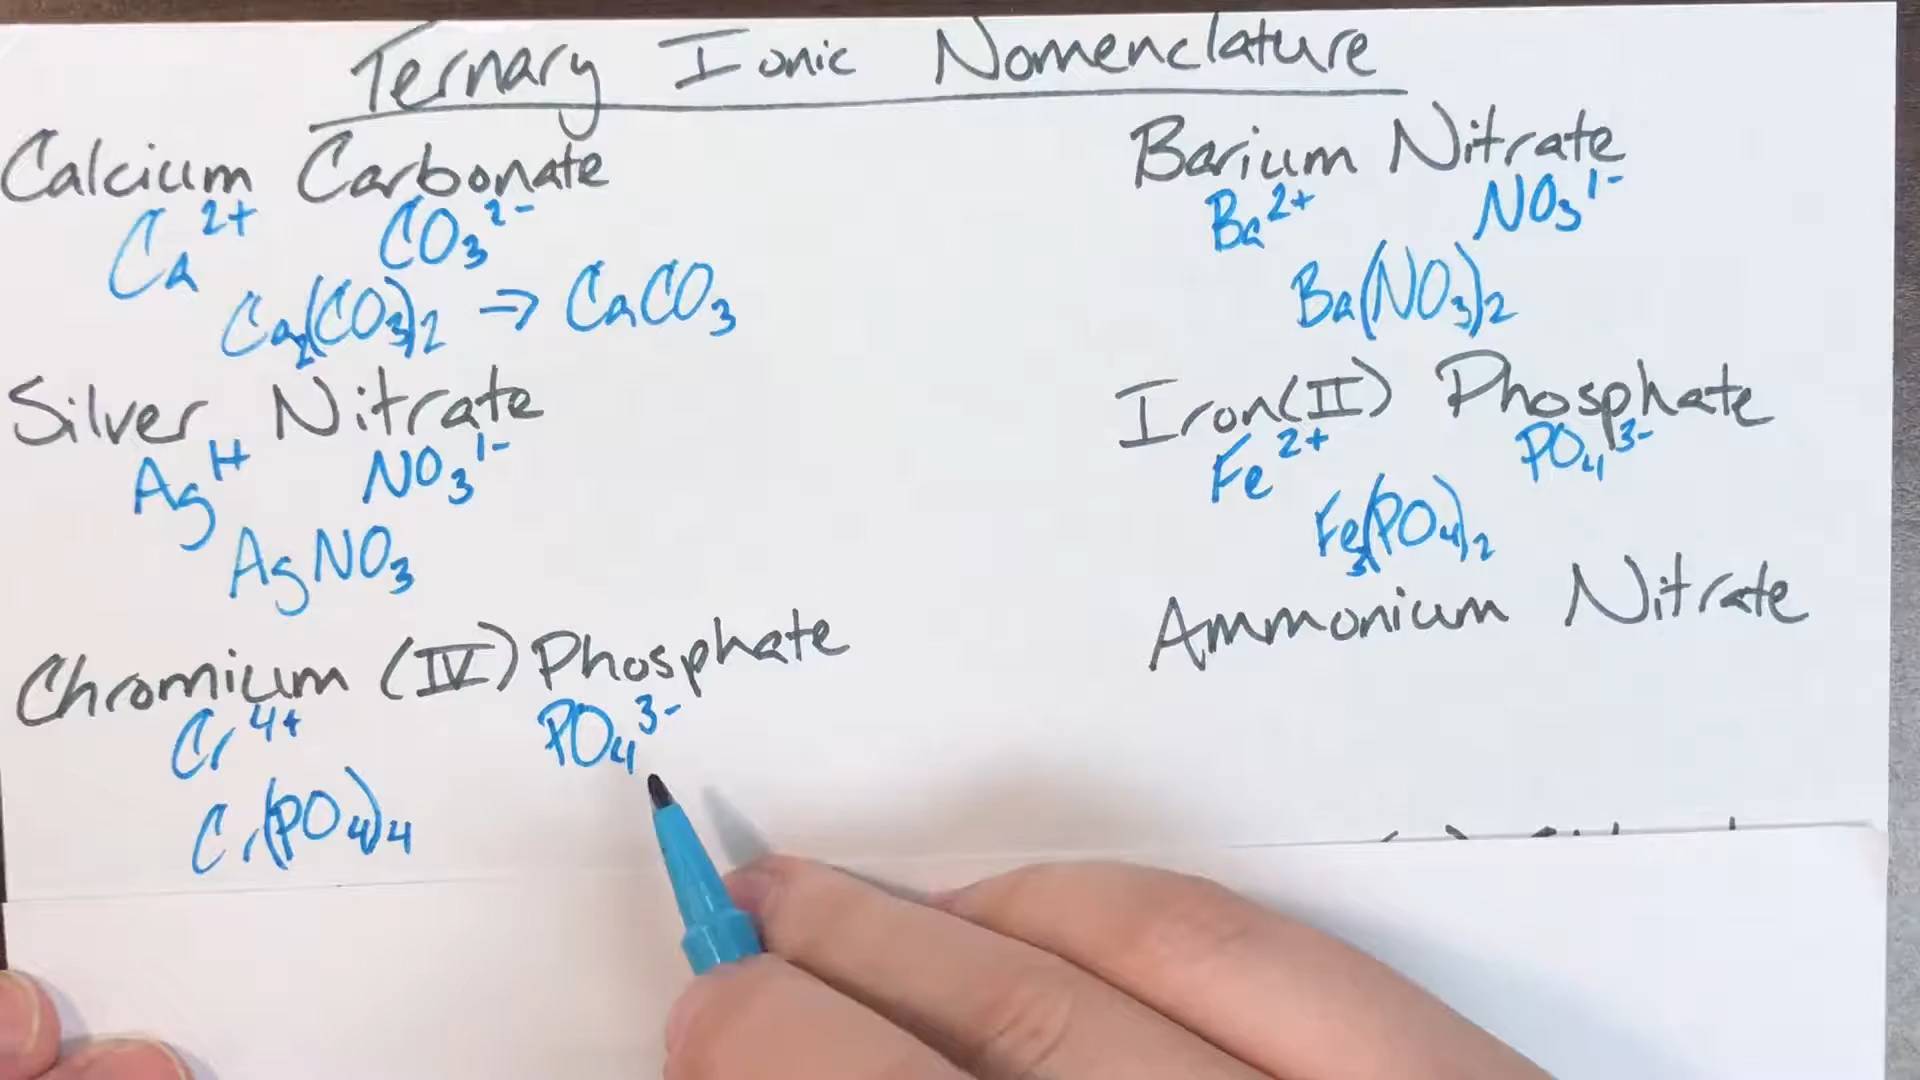 Ternary Ionic Nomenclature
Calcium Carbonate
Ca²⁺ CO₃²⁻
Ca₂(CO₃)₂ ⇒ CaCO₃
Silver Nitrate
Ag¹⁺ NO₃¹⁻
AgNO₃
Chromium (IV) Phosphate
Cr⁴⁺ PO₄³⁻
Cr(PO₄)₄
Barium Nitrate
Ba²⁺ NO₃¹⁻
Ba(NO₃)₂
Iron(II) Phosphate
Fe²⁺ PO₄³⁻
Fe₃(PO₄)₂
Ammonium Nitrate